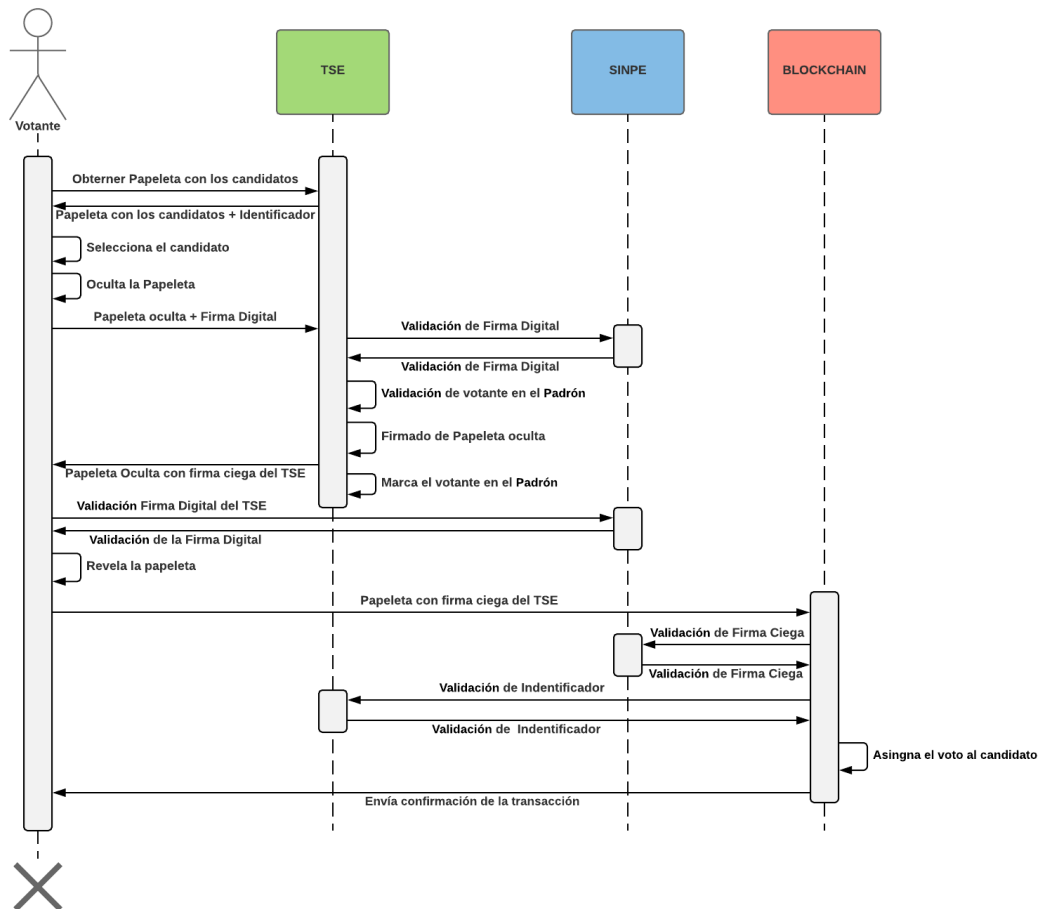 TSE
SINPE
BLOCKCHAIN
Votante
Obterner Papeleta con los candidatos
Papeleta con los candidatos + Identificador
Selecciona el candidato
Oculta la Papeleta
Papeleta oculta + Firma Digital
Validación de Firma Digital
Validación de Firma Digital
Validación de votante en el Padrón
Firmado de Papeleta oculta
Papeleta Oculta con firma ciega del TSE
Marca el votante en el Padrón
Validación Firma Digital del TSE
Validación de la Firma Digital
Revela la papeleta
Papeleta con firma ciega del TSE
Validación de Firma Ciega
Validación de Firma Ciega
Validación de Indentificador
Validación de  Indentificador
Asingna el voto al candidato
Envía confirmación de la transacción